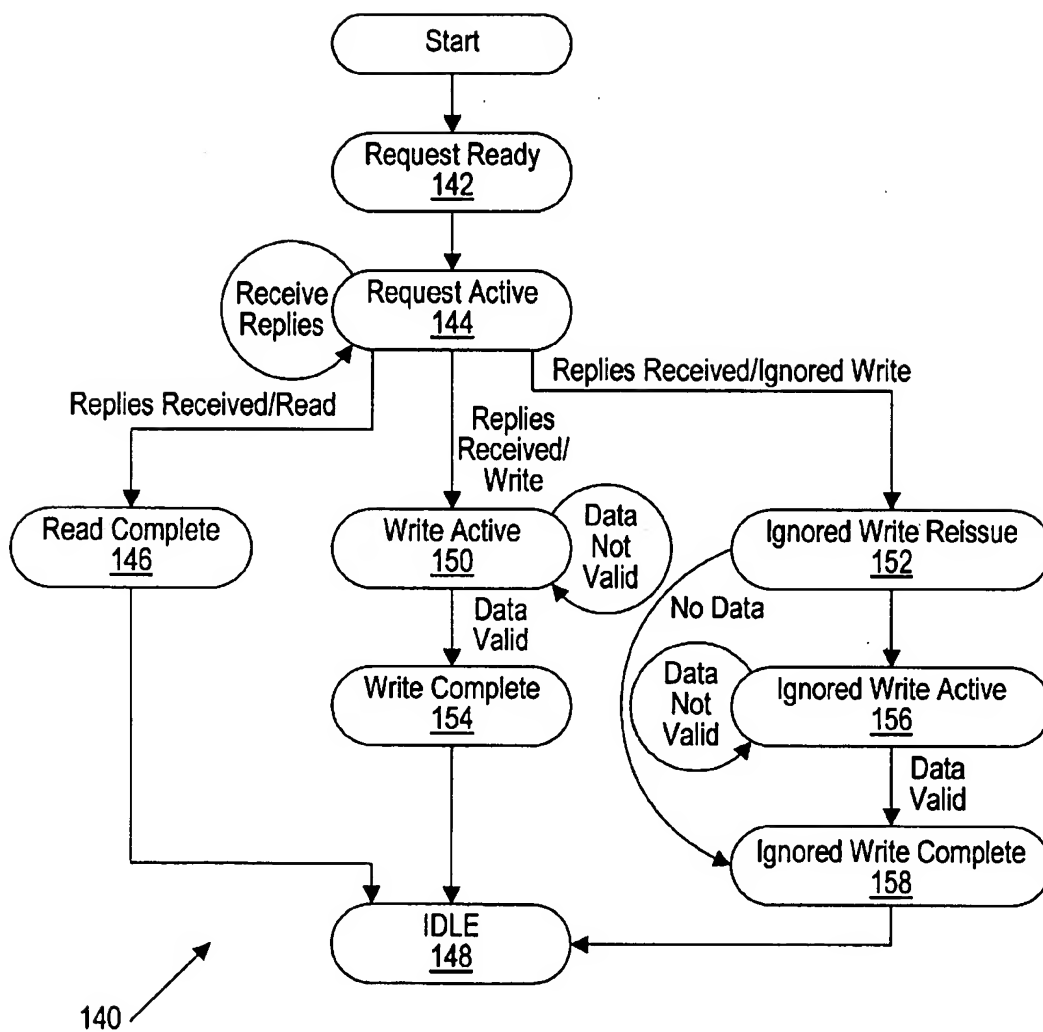 Start
Request Ready
142
Request Active
144
Receive
Replies
Replies Received/Ignored Write
Replies Received/Read
Replies
Received/
Write
Read Complete
146
Write Active
150
Data
Not
Valid
Ignored Write Reissue
152
Data
Valid
No Data
Write Complete
154
Data
Not
Valid
Ignored Write Active
156
Data
Valid
Ignored Write Complete
158
IDLE
148
140